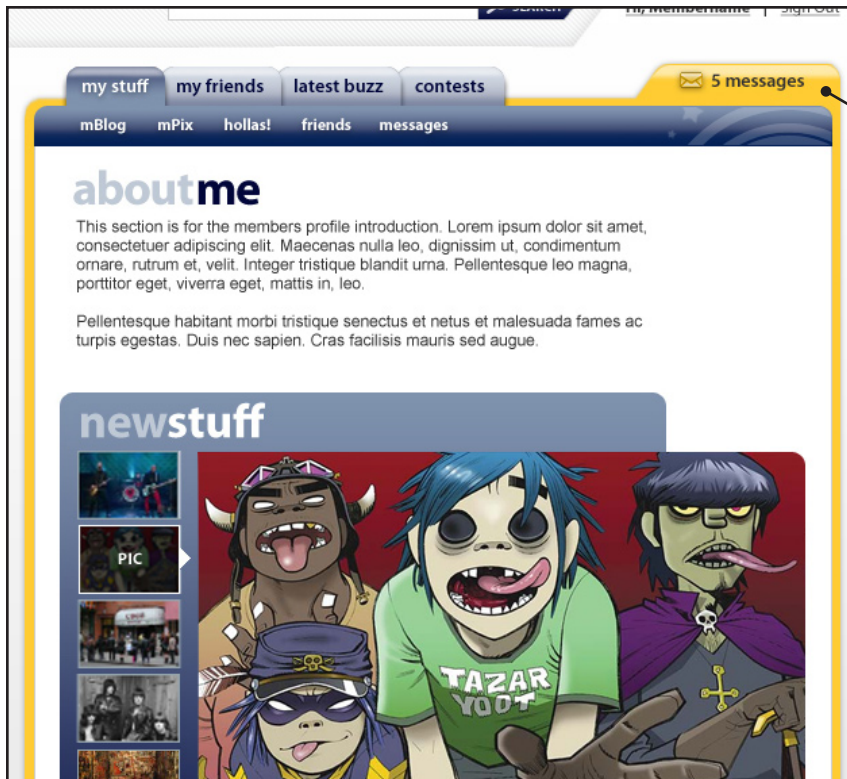 SEARCH
Hi, Membername | Sign Out
my stuff my friends latest buzz contests
5 messages
mBlog mPix hollas! friends messages
aboutme
This section is for the members profile introduction. Lorem ipsum dolor sit amet,
consectetuer adipiscing elit. Maecenas nulla leo, dignissim ut, condimentum
ornare, rutrum et, velit. Integer tristique blandit urna. Pellentesque leo magna,
porttitor eget, viverra eget, mattis in, leo.
Pellentesque habitant morbi tristique senectus et netus et malesuada fames ac
turpis egestas. Duis nec sapien. Cras facilisis mauris sed augue.
newstuff
PIC
TAZAR
YOOT